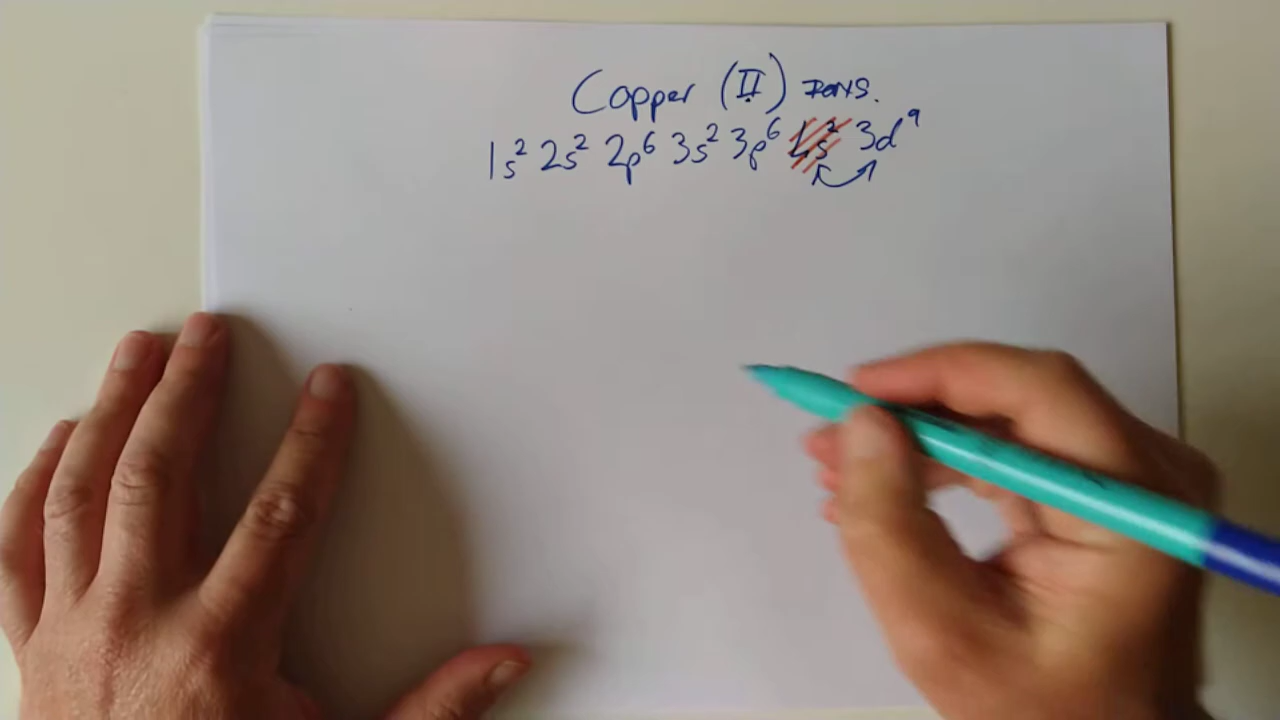 Copper (II) IONS.
1s² 2s² 2p⁶ 3s² 3p⁶ 4s² 3d⁹